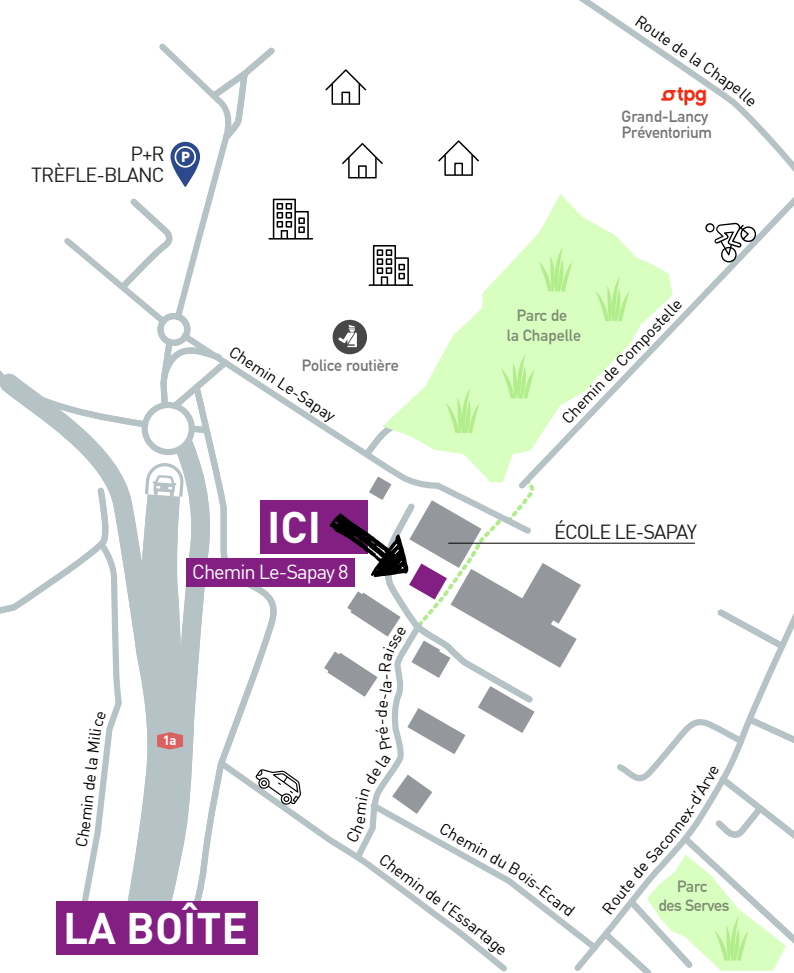 Route de la Chapelle
tpg
Grand-Lancy
Préventorium
P+R
TRÈFLE-BLANC
P
Parc de
la Chapelle
Police routière
Chemin de Compostelle
Chemin Le-Sapay
ICI
ÉCOLE LE-SAPAY
Chemin Le-Sapay 8
Chemin de la Pré-de-la-Raisse
1a
Chemin de la Milice
Route de Saconnex-d'Arve
Chemin du Bois-Ecard
Chemin de l'Essartage
Parc
des Serves
LA BOÎTE